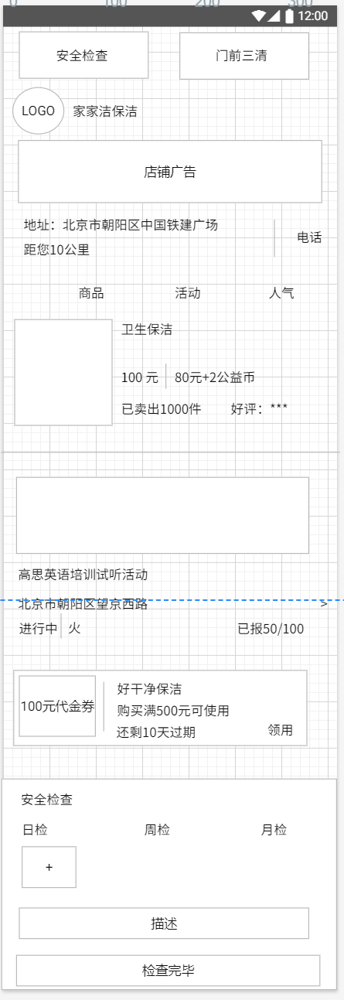 0 100 200 300
12:00
安全检查 门前三清
LOGO 家家洁保洁
店铺广告
地址：北京市朝阳区中国铁建广场
距您10公里
电话
商品 活动 人气
卫生保洁
100 元 80元+2公益币
已卖出1000件 好评：***
高思英语培训试听活动
北京市朝阳区望京西路 >
进行中 火 已报50/100
100元代金券
好干净保洁
购买满500元可使用
还剩10天过期 领用
安全检查
日检 周检 月检
+
描述
检查完毕